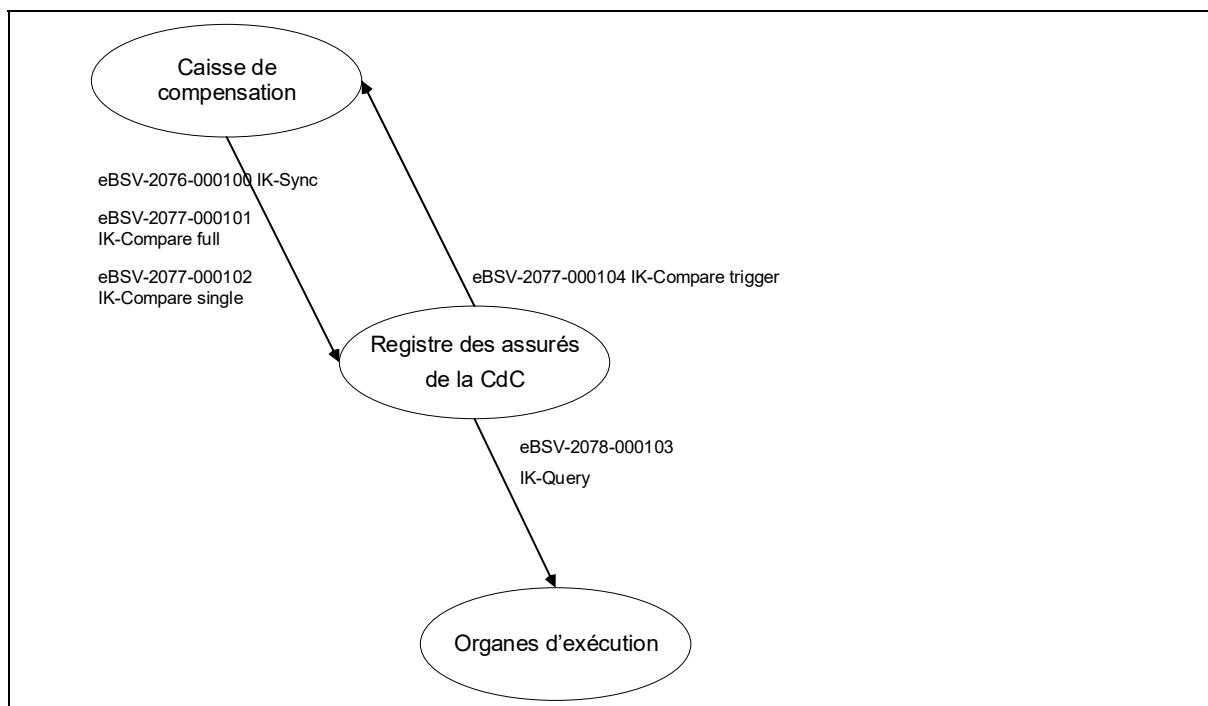 Caisse de
compensation
eBSV-2076-000100 IK-Sync
eBSV-2077-000101
IK-Compare full
eBSV-2077-000102
IK-Compare single
eBSV-2077-000104 IK-Compare trigger
Registre des assurés
de la CdC
eBSV-2078-000103
IK-Query
Organes d'exécution